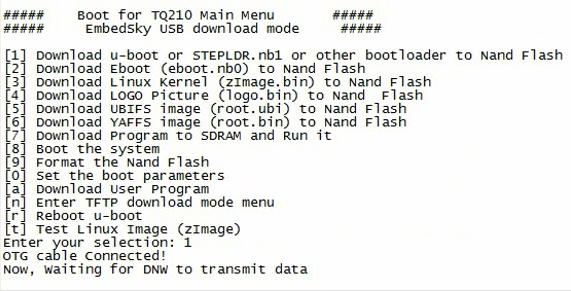 #####    Boot for TQ210 Main Menu    #####
#####    EmbedSky USB download mode    #####
[1] Download u-boot or STEPLDR.nb1 or other bootloader to Nand Flash
[2] Download Eboot (eboot.nb0) to Nand Flash
[3] Download Linux Kernel (zImage.bin) to Nand Flash
[4] Download LOGO Picture (logo.bin) to Nand  Flash
[5] Download UBIFS image (root.ubi) to Nand Flash
[6] Download YAFFS image (root.bin) to Nand Flash
[7] Download Program to SDRAM and Run it
[8] Boot the system
[9] Format the Nand Flash
[0] Set the boot parameters
[a] Download User Program
[n] Enter TFTP download mode menu
[r] Reboot u-boot
[t] Test Linux Image (zImage)
Enter your selection: 1
OTG cable Connected!
Now, Waiting for DNW to transmit data